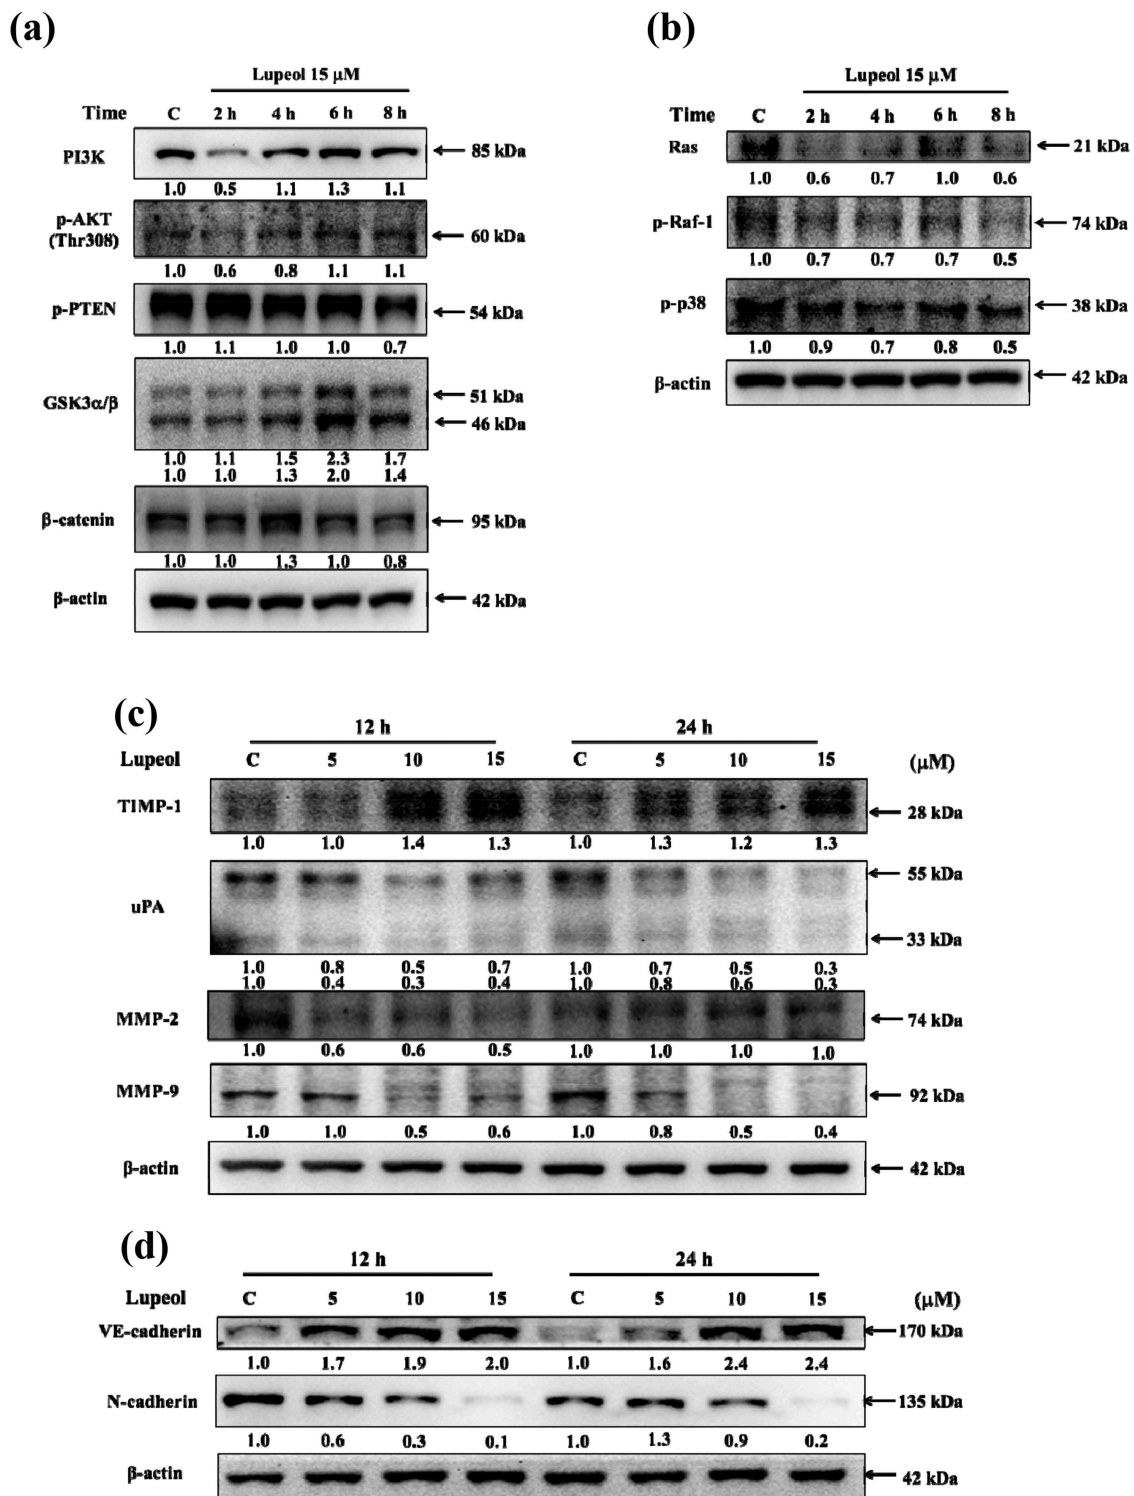 (a)
Lupeol 15 μM
Time C 2 h 4 h 6 h 8 h
PI3K 85 kDa
1.0 0.5 1.1 1.3 1.1
p-AKT
(Thr308) 60 kDa
1.0 0.6 0.8 1.1 1.1
p-PTEN 54 kDa
1.0 1.1 1.0 1.0 0.7
51 kDa
GSK3α/β
46 kDa
1.0 1.1 1.5 2.3 1.7
1.0 1.0 1.3 2.0 1.4
β-catenin 95 kDa
1.0 1.0 1.3 1.0 0.8
β-actin 42 kDa
(b)
Lupeol 15 μM
Time C 2 h 4 h 6 h 8 h
Ras 21 kDa
1.0 0.6 0.7 1.0 0.6
p-Raf-1 74 kDa
1.0 0.7 0.7 0.7 0.5
p-p38 38 kDa
1.0 0.9 0.7 0.8 0.5
β-actin 42 kDa
(c)
12 h 24 h
Lupeol C 5 10 15 C 5 10 15 (μM)
TIMP-1 28 kDa
1.0 1.0 1.4 1.3 1.0 1.3 1.2 1.3
55 kDa
uPA
33 kDa
1.0 0.8 0.5 0.7 1.0 0.7 0.5 0.3
1.0 0.4 0.3 0.4 1.0 0.8 0.6 0.3
MMP-2 74 kDa
1.0 0.6 0.6 0.5 1.0 1.0 1.0 1.0
MMP-9 92 kDa
1.0 1.0 0.5 0.6 1.0 0.8 0.5 0.4
β-actin 42 kDa
(d)
12 h 24 h
Lupeol C 5 10 15 C 5 10 15 (μM)
VE-cadherin 170 kDa
1.0 1.7 1.9 2.0 1.0 1.6 2.4 2.4
N-cadherin 135 kDa
1.0 0.6 0.3 0.1 1.0 1.3 0.9 0.2
β-actin 42 kDa